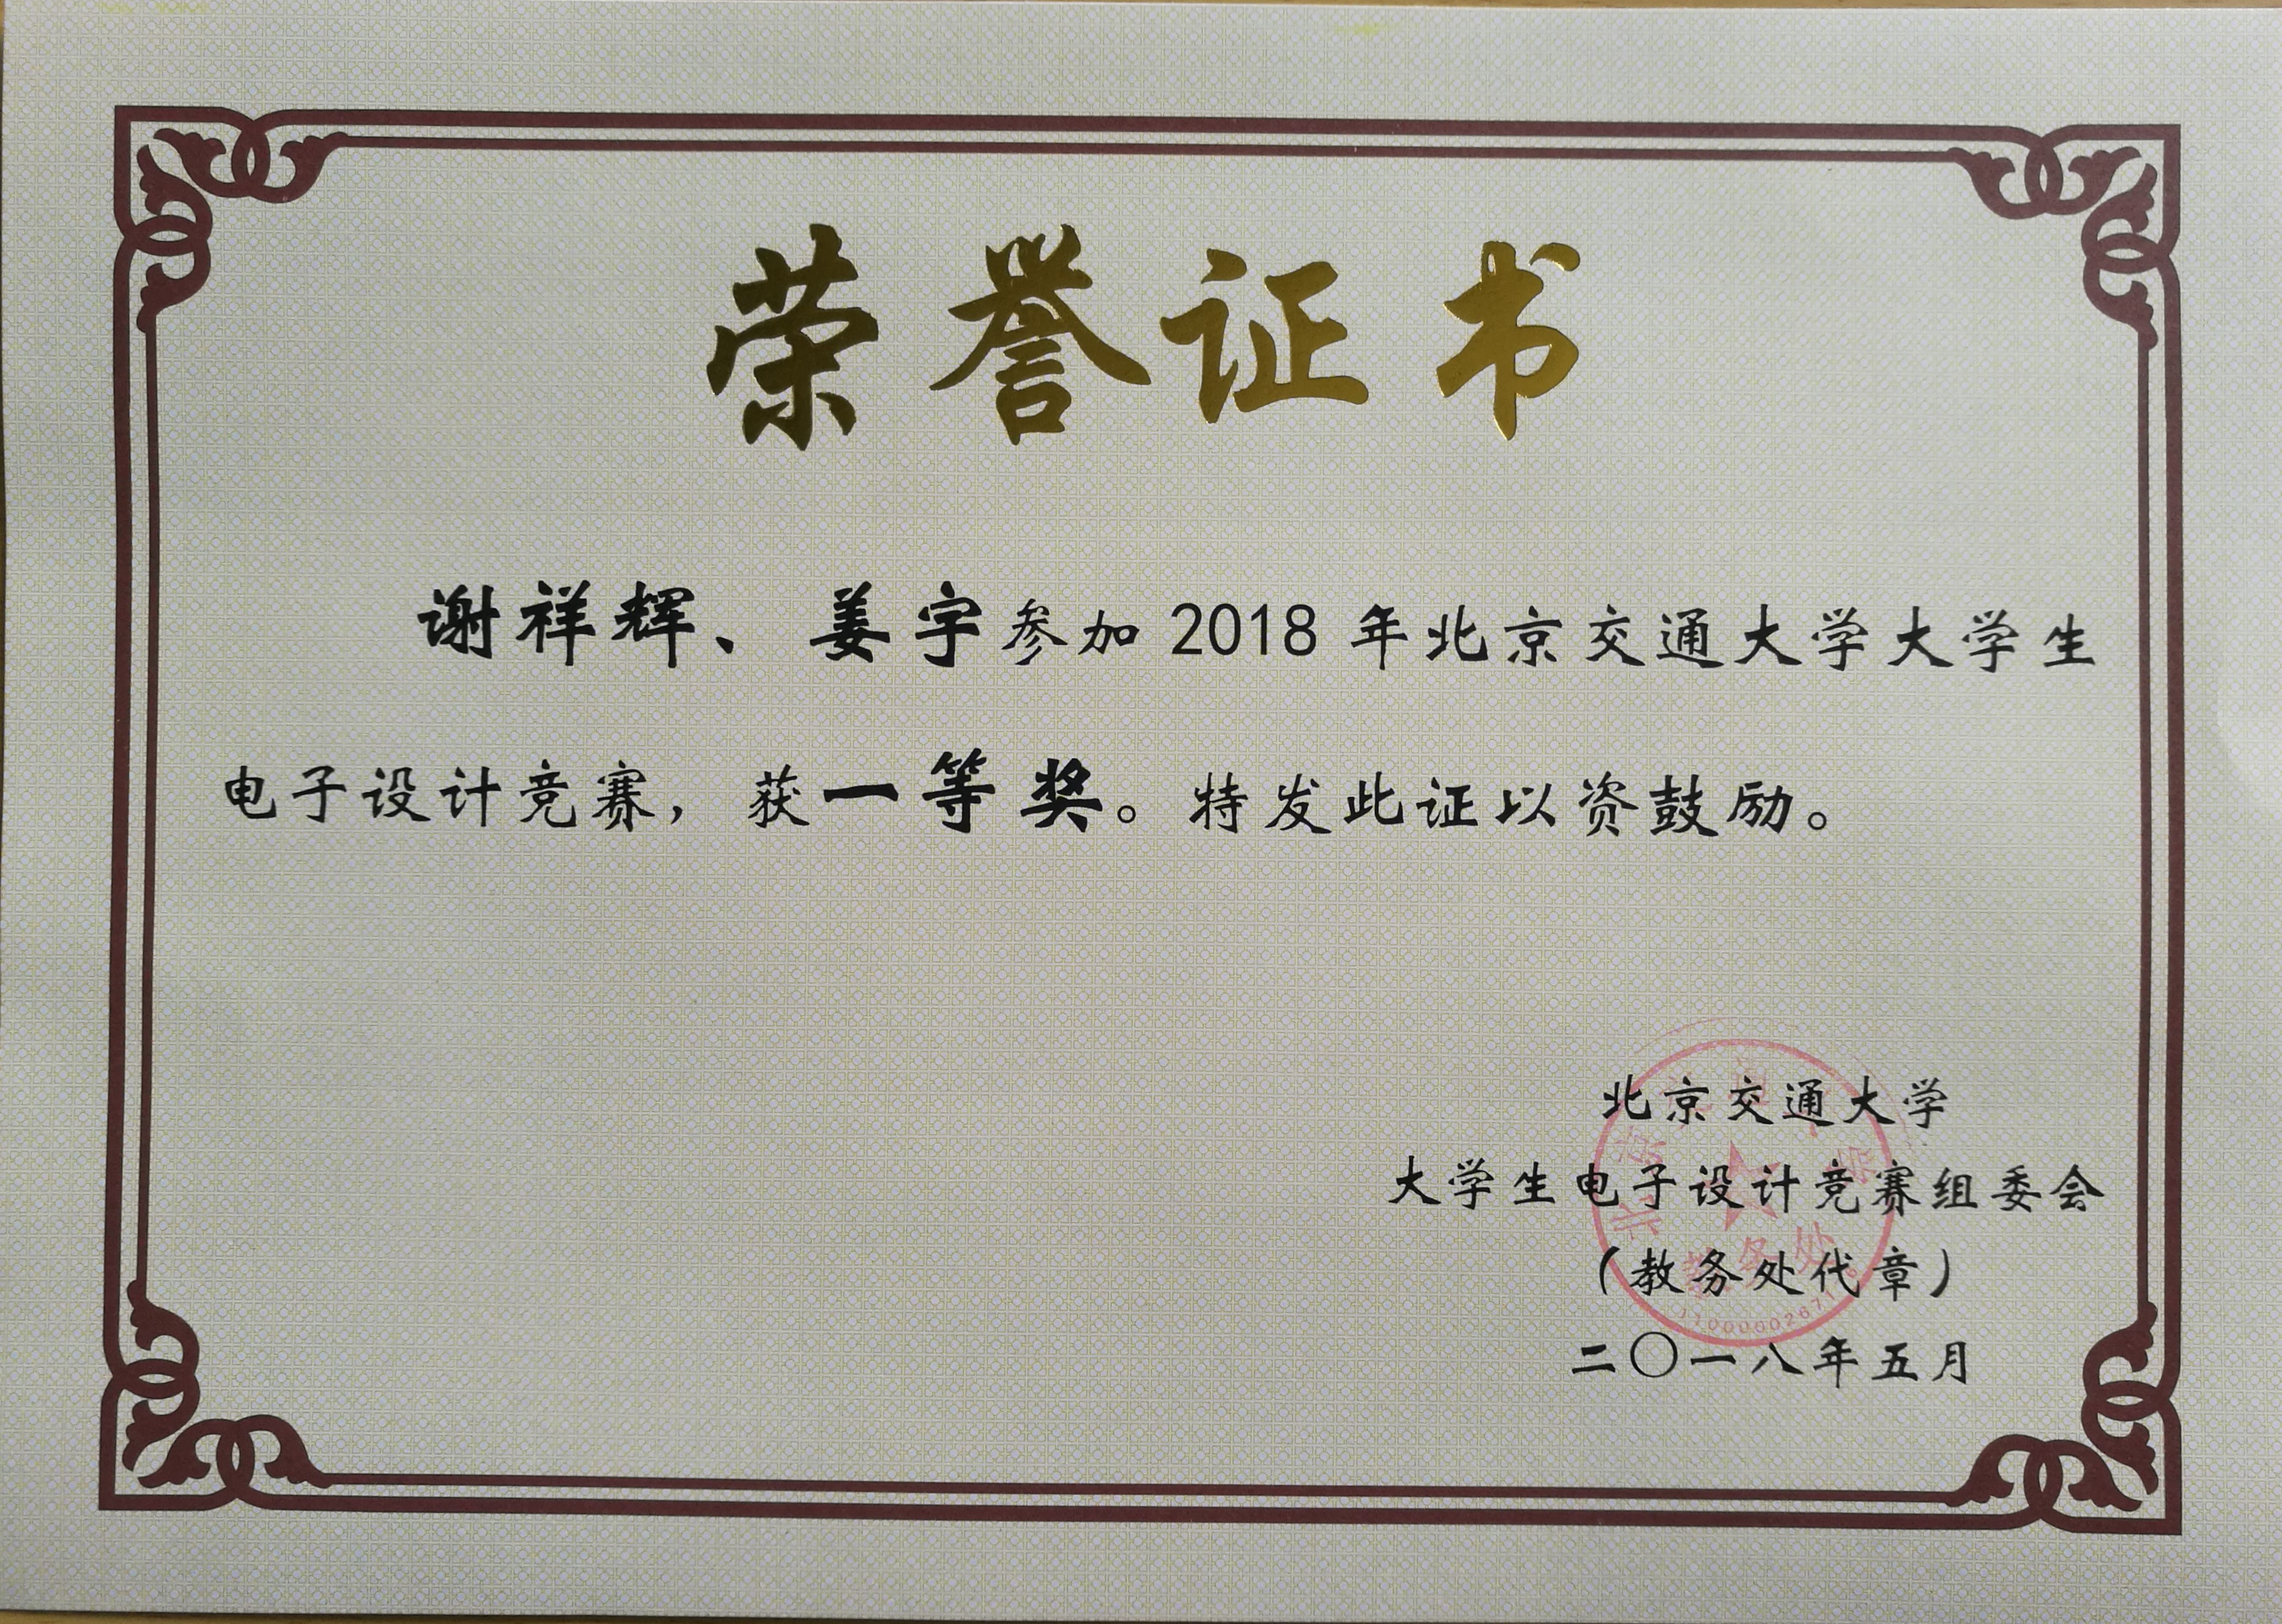 荣誉证书
谢祥辉、姜宇参加 2018 年北京交通大学大学生
电子设计竞赛，获一等奖。特发此证以资鼓励。
北京交通大学
大学生电子设计竞赛组委会
（教务处代章）
二〇一八年五月
教务处